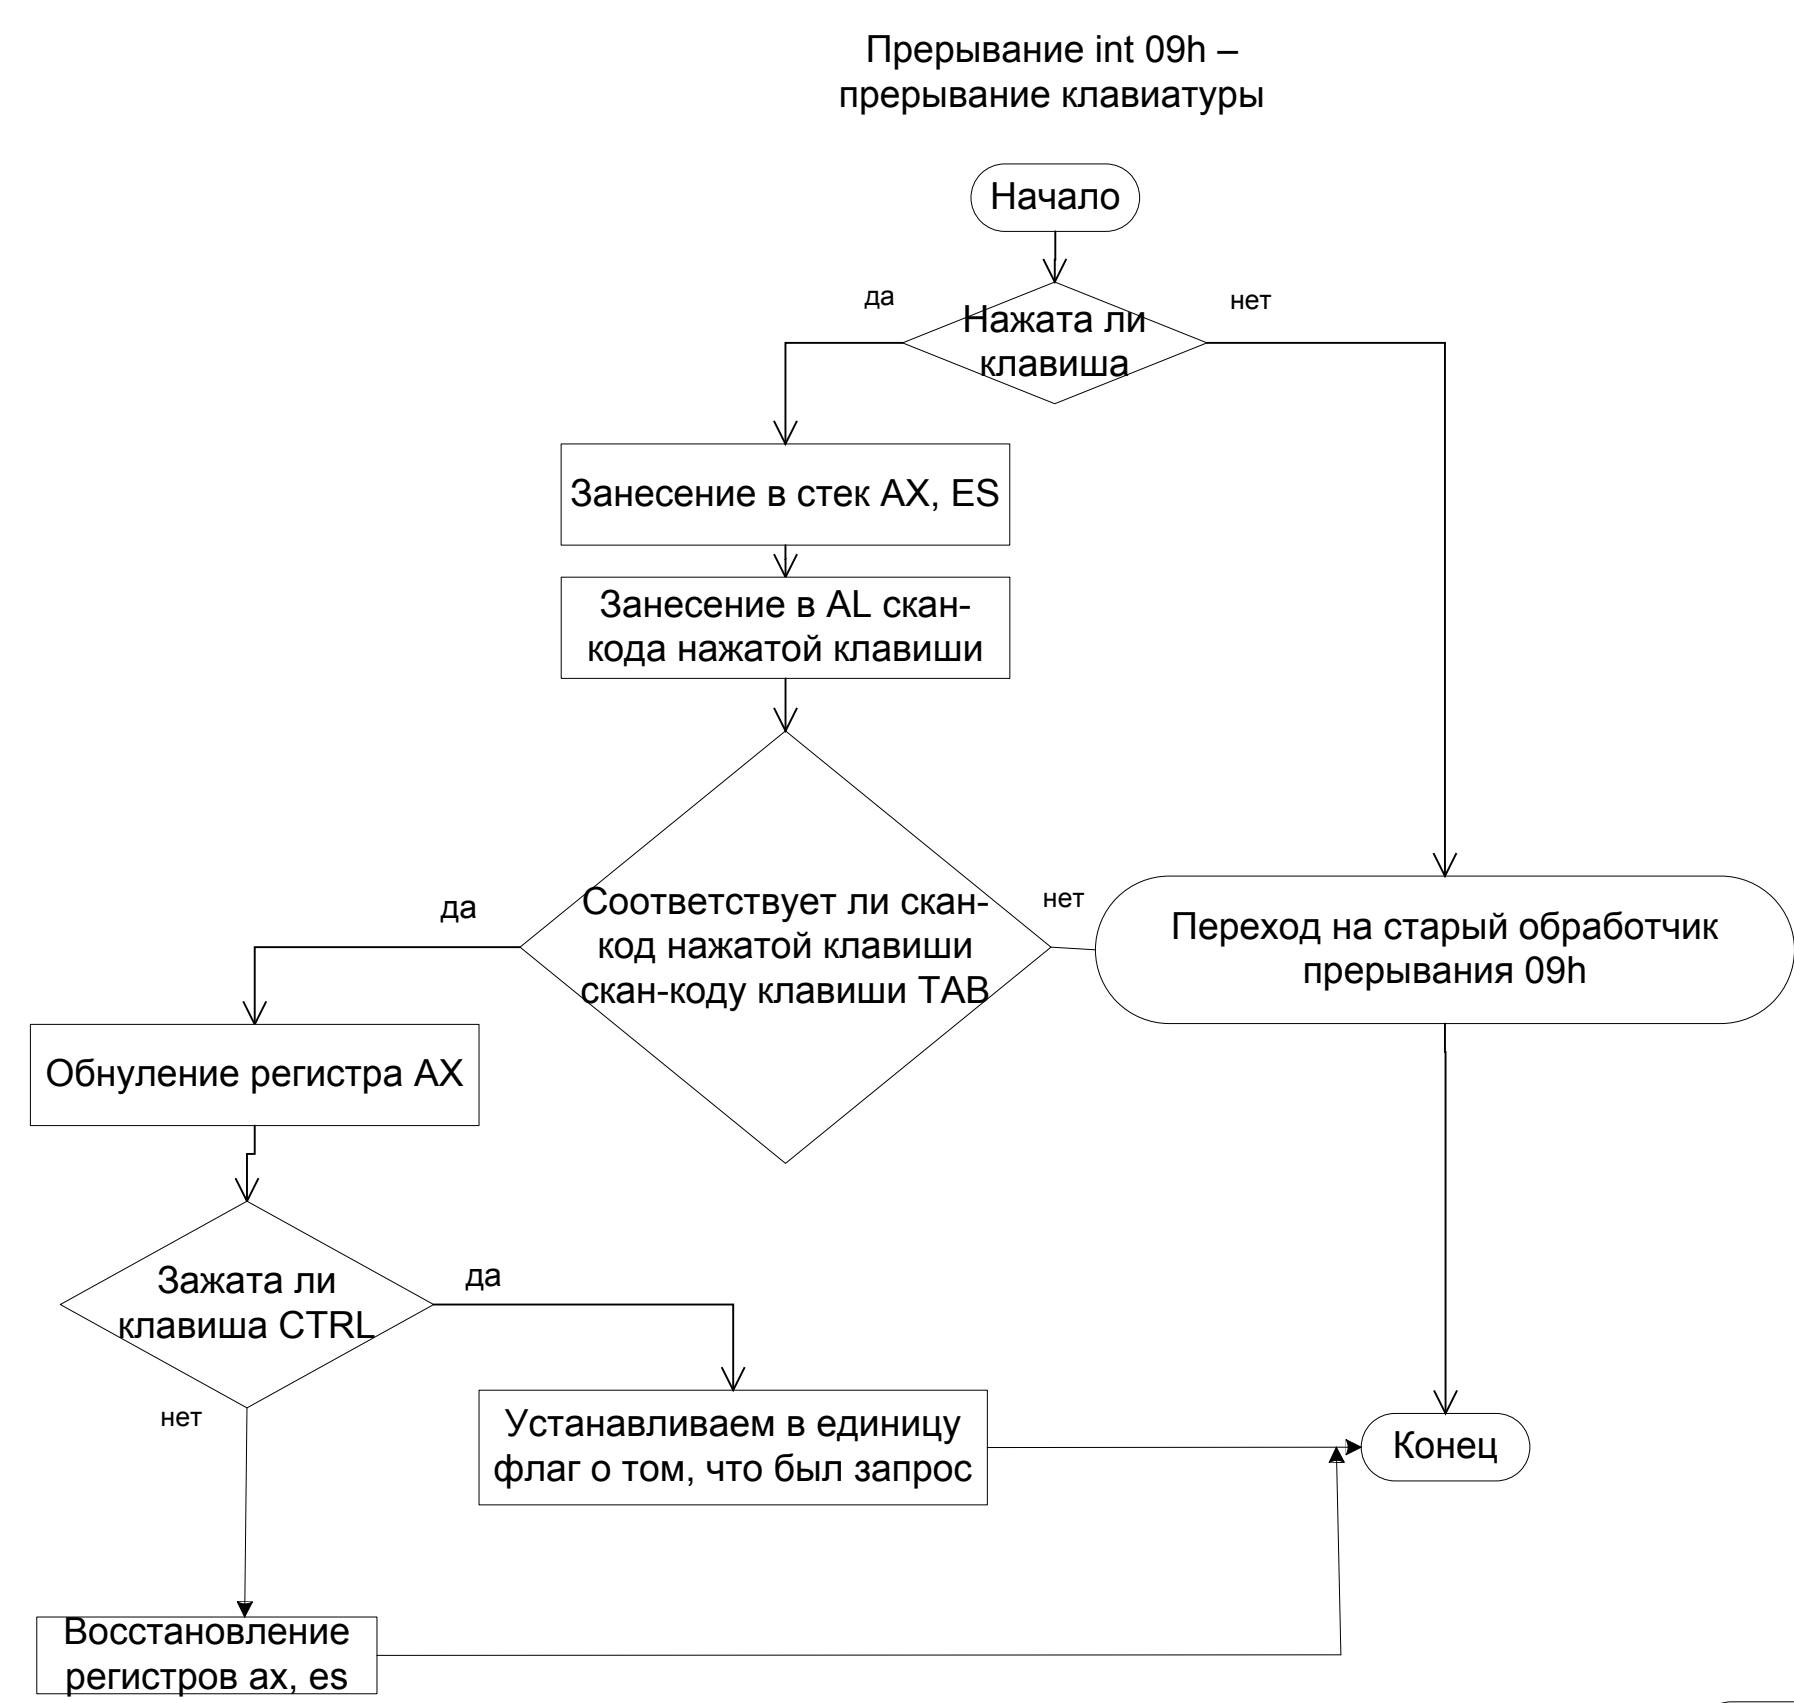 Прерывание int 09h –
прерывание клавиатуры
Начало
да
нет
Нажата ли
клавиша
Занесение в стек AX, ES
Занесение в AL скан-
кода нажатой клавиши
да
Соответствует ли скан-
код нажатой клавиши
скан-коду клавиши TAB
нет
Переход на старый обработчик
прерывания 09h
Обнуление регистра AX
Зажата ли
клавиша CTRL
да
нет
Устанавливаем в единицу
флаг о том, что был запрос
Конец
Восстановление
регистров ax, es